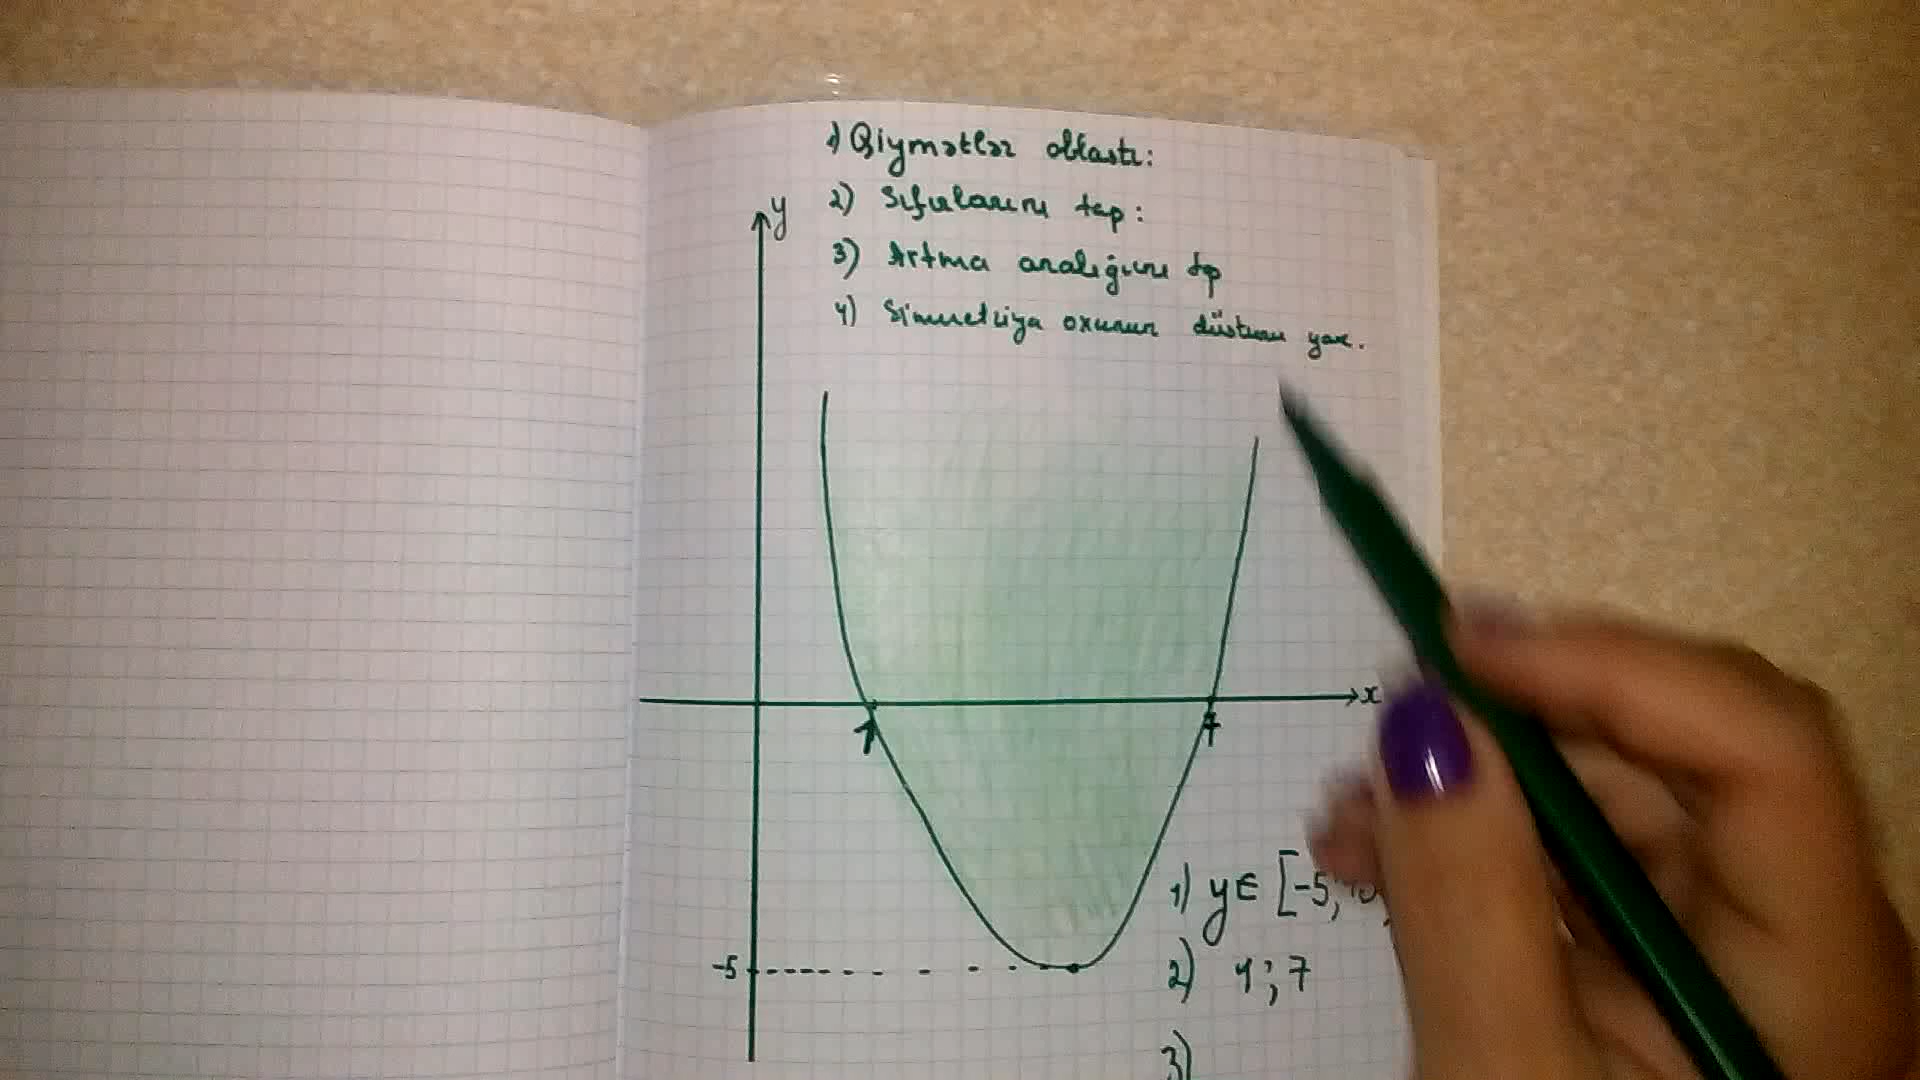 1) Qiymətlər oblastı:
2) Sıfırlarını tap:
3) Artma aralığını tap
4) Simmetriya oxunun düsturunu yaz.
y
x
1
7
-5
1) y∈ [-5;
2) 1; 7
3)